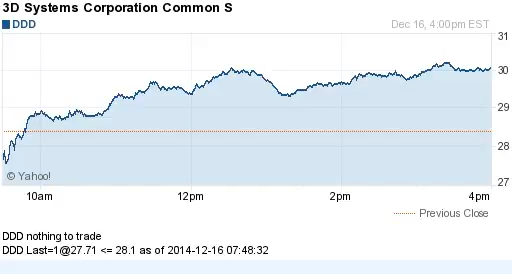 3D Systems Corporation Common S
DDD
Dec 16, 4:00pm EST
31
30
29
28
27
© Yahoo!
10am
12pm
2pm
4pm
Previous Close
DDD nothing to trade
DDD Last=1@27.71 <= 28.1 as of 2014-12-16 07:48:32